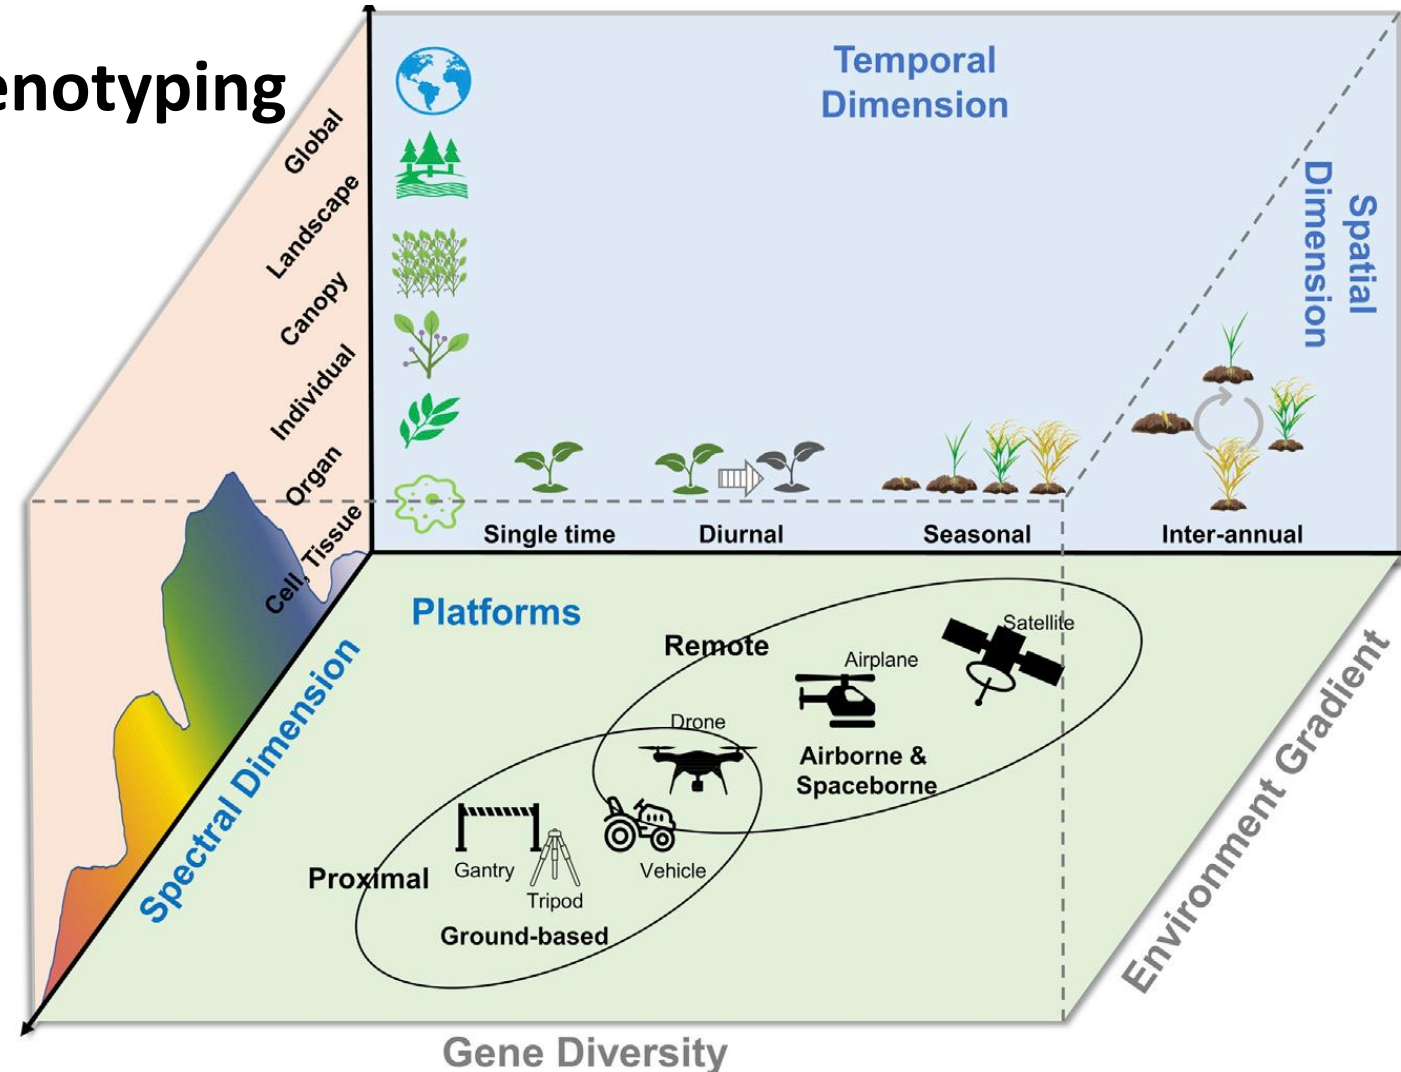 enotyping
Temporal
Dimension
Spatial
Dimension
Global
Landscape
Canopy
Individual
Organ
Cell, Tissue
Single time
Diurnal
Seasonal
Inter-annual
Platforms
Remote
Satellite
Airplane
Drone
Airborne &
Spaceborne
Proximal
Gantry
Tripod
Vehicle
Ground-based
Spectral Dimension
Environment Gradient
Gene Diversity